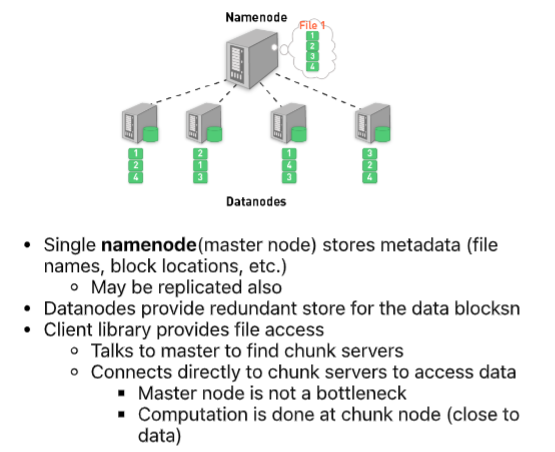 Namenode
File 1
1
2
3
4
1
2
4
2
1
3
1
4
3
3
2
4
Datanodes
• Single namenode(master node) stores metadata (file
names, block locations, etc.)
◦ May be replicated also
• Datanodes provide redundant store for the data blocksn
• Client library provides file access
◦ Talks to master to find chunk servers
◦ Connects directly to chunk servers to access data
▪ Master node is not a bottleneck
▪ Computation is done at chunk node (close to
data)